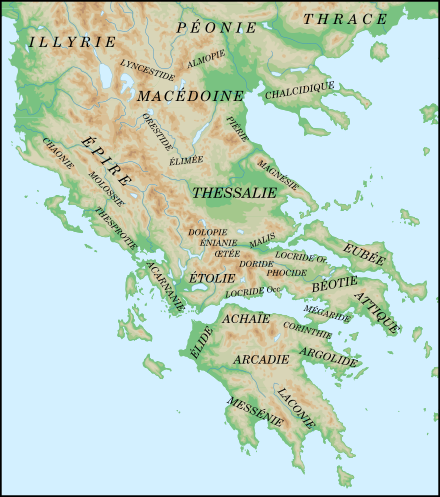 THRACE
PÉONIE
ILLYRIE
ALMOPIE
LYNCESTIDE
CHALCIDIQUE
MACÉDOINE
ORESTIDE
PIÉRIE
CHAONIE
ÉPIRE
ÉLIMÉE
MAGNÉSIE
MOLOSSIE
THESSALIE
THESPROTIE
DOLOPIE
ÉNIANIE
MALIS
ŒTÉE
EUBÉE
LOCRIDE Or.
DORIDE
PHOCIDE
ACARNANIE
ÉTOLIE
BÉOTIE
LOCRIDE Occ.
ATTIQUE
MÉGARIDE
ACHAÏE
CORINTHIE
ÉLIDE
ARCADIE
ARGOLIDE
MESSÉNIE
LACONIE